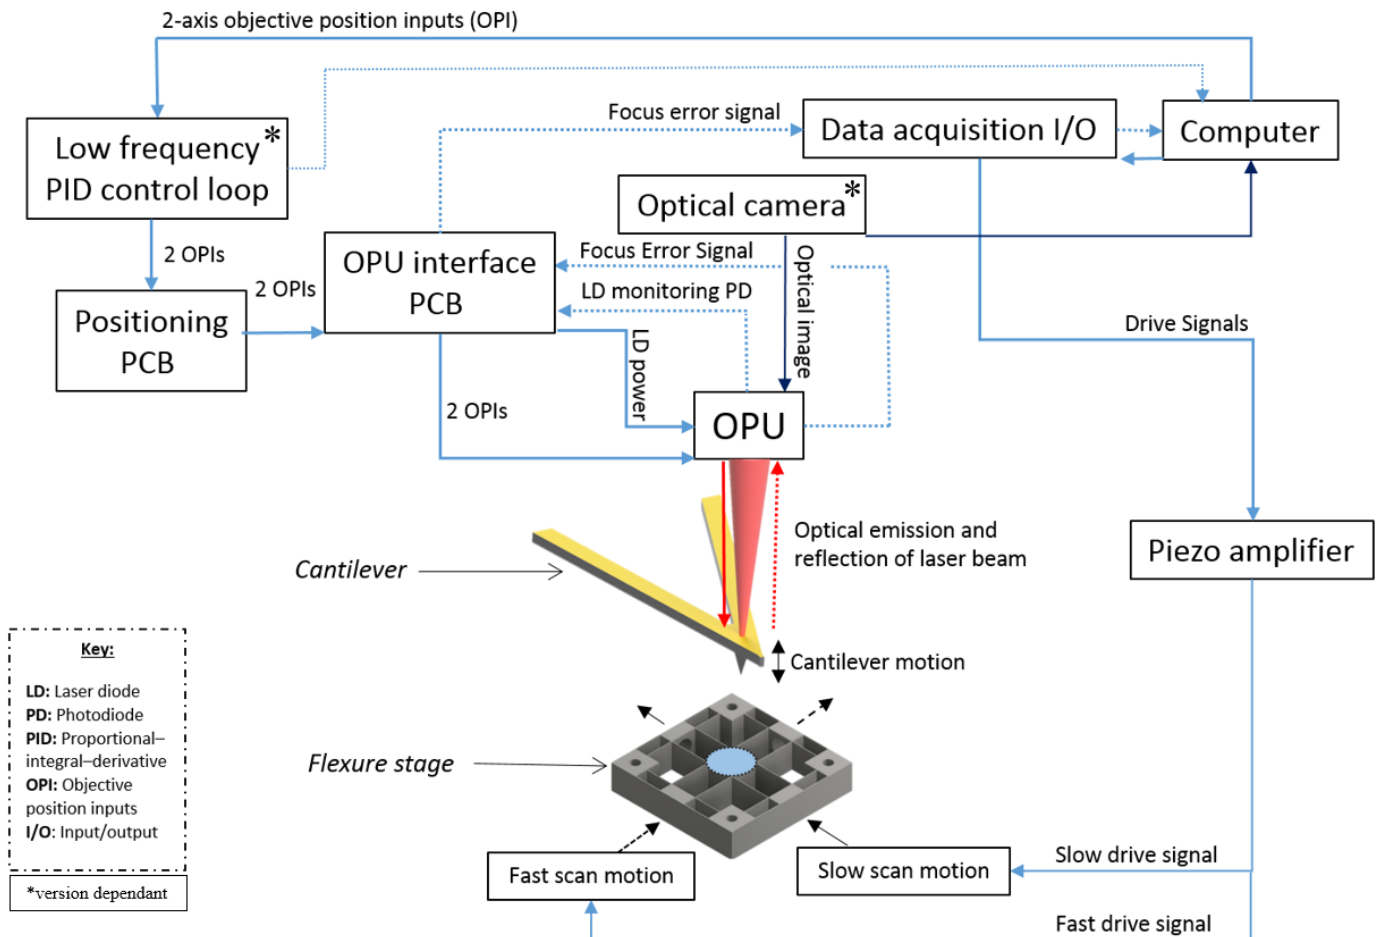 2-axis objective position inputs (OPI)
Low frequency*
PID control loop
Focus error signal
Data acquisition I/O
Computer
Optical camera*
2 OPIs
OPU interface
PCB
Focus Error Signal
LD monitoring PD
Optical image
2 OPIs
Positioning
PCB
LD power
Drive Signals
2 OPIs
OPU
Optical emission and
reflection of laser beam
Piezo amplifier
Cantilever
Cantilever motion
Key:
LD: Laser diode
PD: Photodiode
PID: Proportional–
integral–derivative
OPI: Objective
position inputs
I/O: Input/output
*version dependant
Flexure stage
Fast scan motion
Slow scan motion
Slow drive signal
Fast drive signal